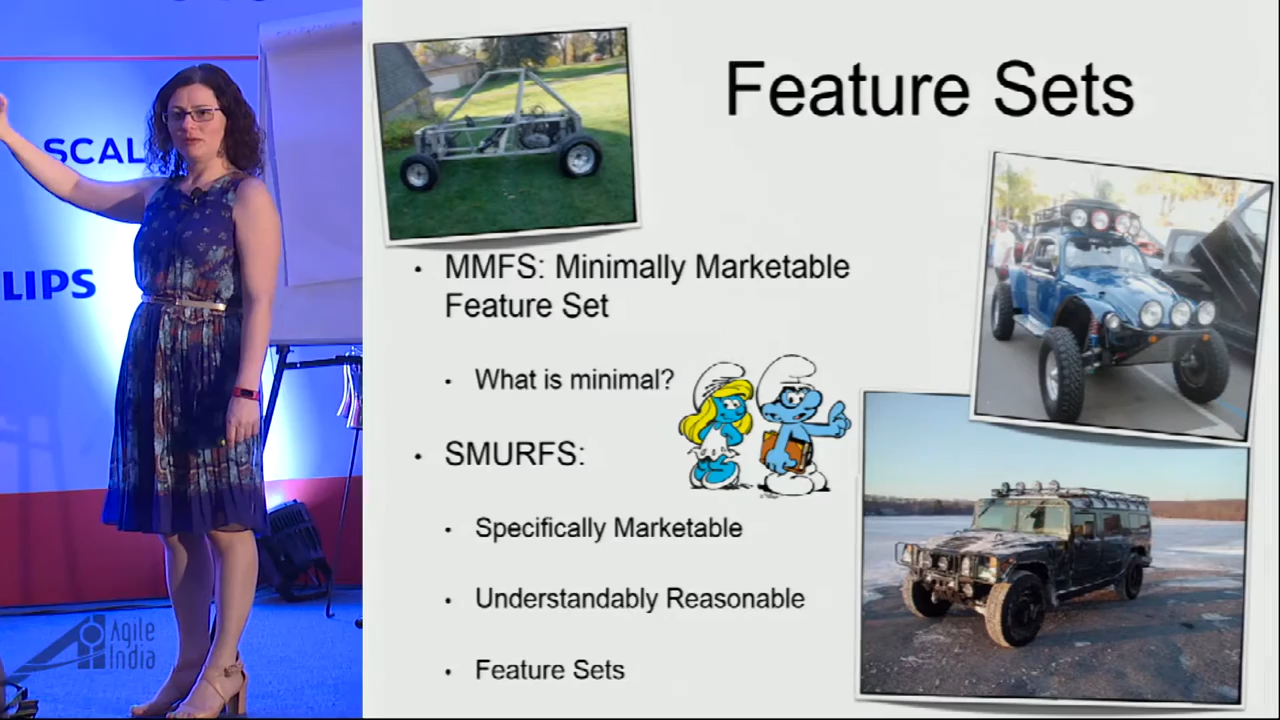 SCAL
LIPS
Agile
India
Feature Sets
• MMFS: Minimally Marketable
Feature Set
• What is minimal?
• SMURFS:
• Specifically Marketable
• Understandably Reasonable
• Feature Sets